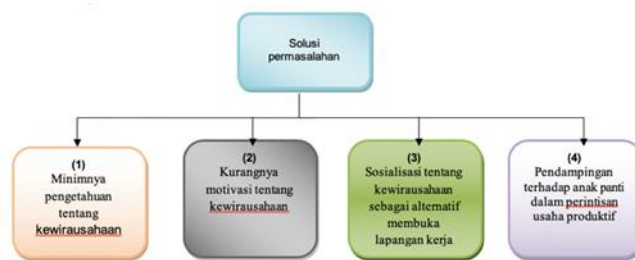 Solusi
permasalahan
(1)
Minimnya
pengetahuan
tentang
kewirausahaan
(2)
Kurangnya
motivasi tentang
kewirausahaan
(3)
Sosialisasi tentang
kewirausahaan
sebagai alternatif
membuka
lapangan kerja
(4)
Pendampingan
terhadap anak panti
dalam perintisan
usaha produktif